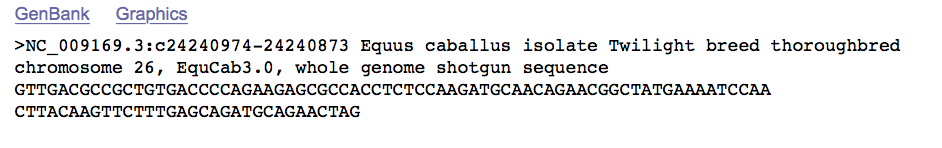 GenBank Graphics
>NC_009169.3:c24240974-24240873 Equus caballus isolate Twilight breed thoroughbred
chromosome 26, EquCab3.0, whole genome shotgun sequence
GTTGACGCCGCTGTGACCCCAGAAGAGCGCCACCTCTCCAAGATGCAACAGAACGGCTATGAAAATCCAA
CTTACAAGTTCTTTGAGCAGATGCAGAACTAG